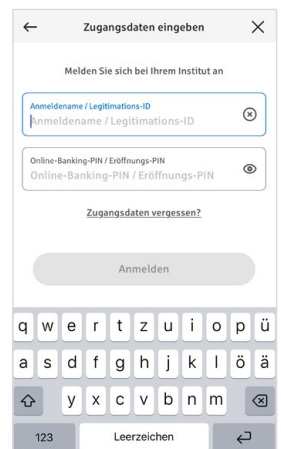 Zugangsdaten eingeben
Melden Sie sich bei Ihrem Institut an
Anmeldename / Legitimations-ID
Anmeldename / Legitimations-ID
Online-Banking-PIN / Eröffnungs-PIN
Online-Banking-PIN / Eröffnungs-PIN
Zugangsdaten vergessen?
Anmelden
q w e r t z u i o p ü
a s d f g h j k l ö ä
y x c v b n m
123 Leerzeichen